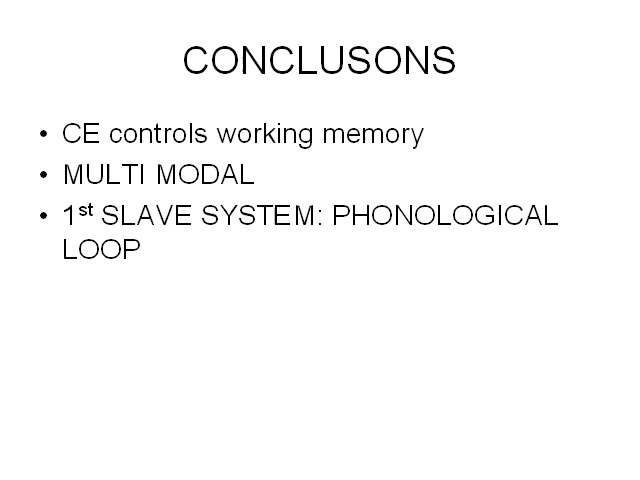 CONCLUSONS
• CE controls working memory
• MULTI MODAL
• 1st SLAVE SYSTEM: PHONOLOGICAL
LOOP